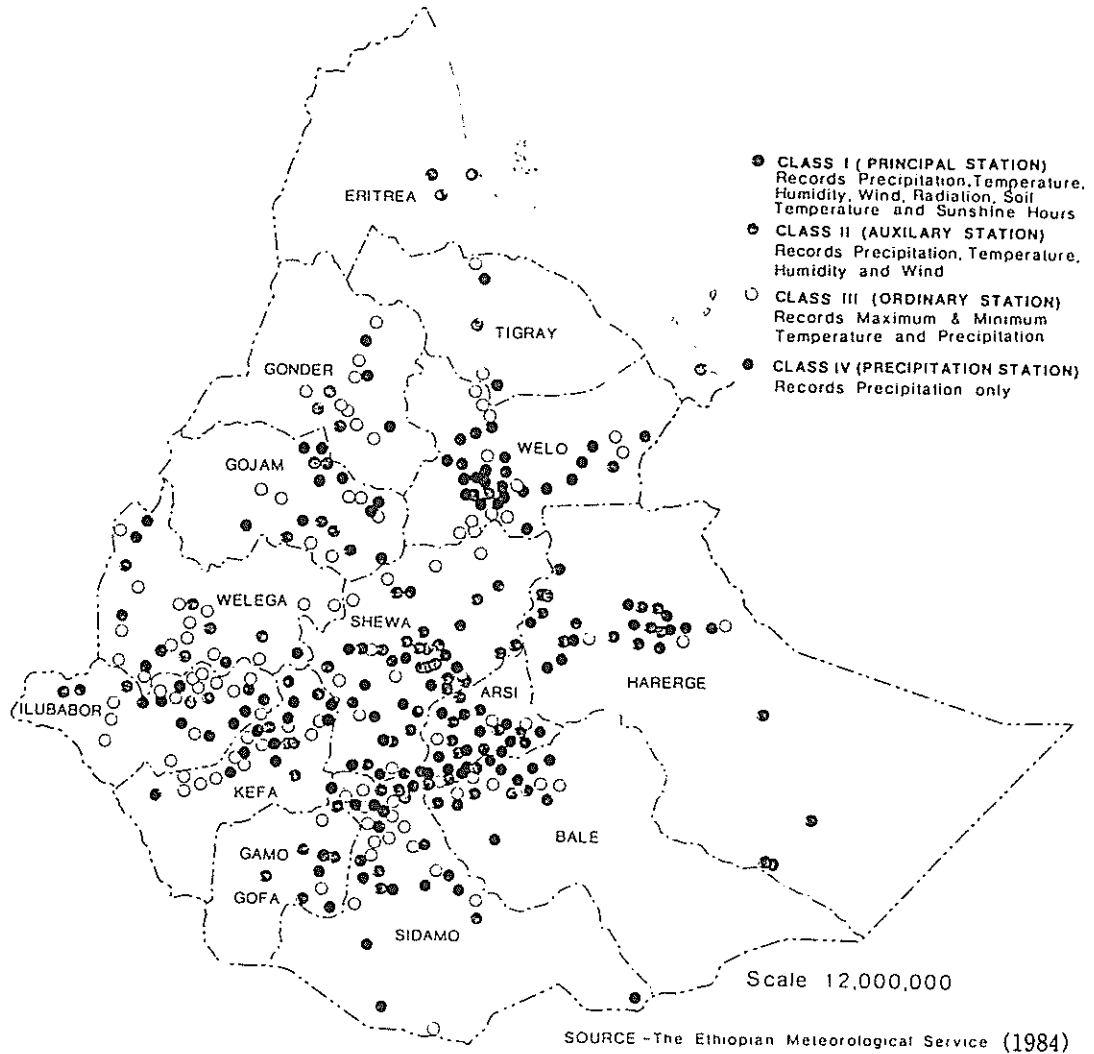 CLASS I (PRINCIPAL STATION)
Records Precipitation, Temperature,
Humidity, Wind, Radiation, Soil
Temperature and Sunshine Hours
CLASS II (AUXILARY STATION)
Records Precipitation, Temperature,
Humidity and Wind
CLASS III (ORDINARY STATION)
Records Maximum & Minimum
Temperature and Precipitation
CLASS IV (PRECIPITATION STATION)
Records Precipitation only
ERITREA
TIGRAY
GONDER
WELO
GOJAM
WELEGA
SHEWA
ILUBABOR
ARSI
HARERGE
KEFA
BALE
GAMO
GOFA
SIDAMO
Scale 12,000,000
SOURCE - The Ethiopian Meteorological Service (1984)